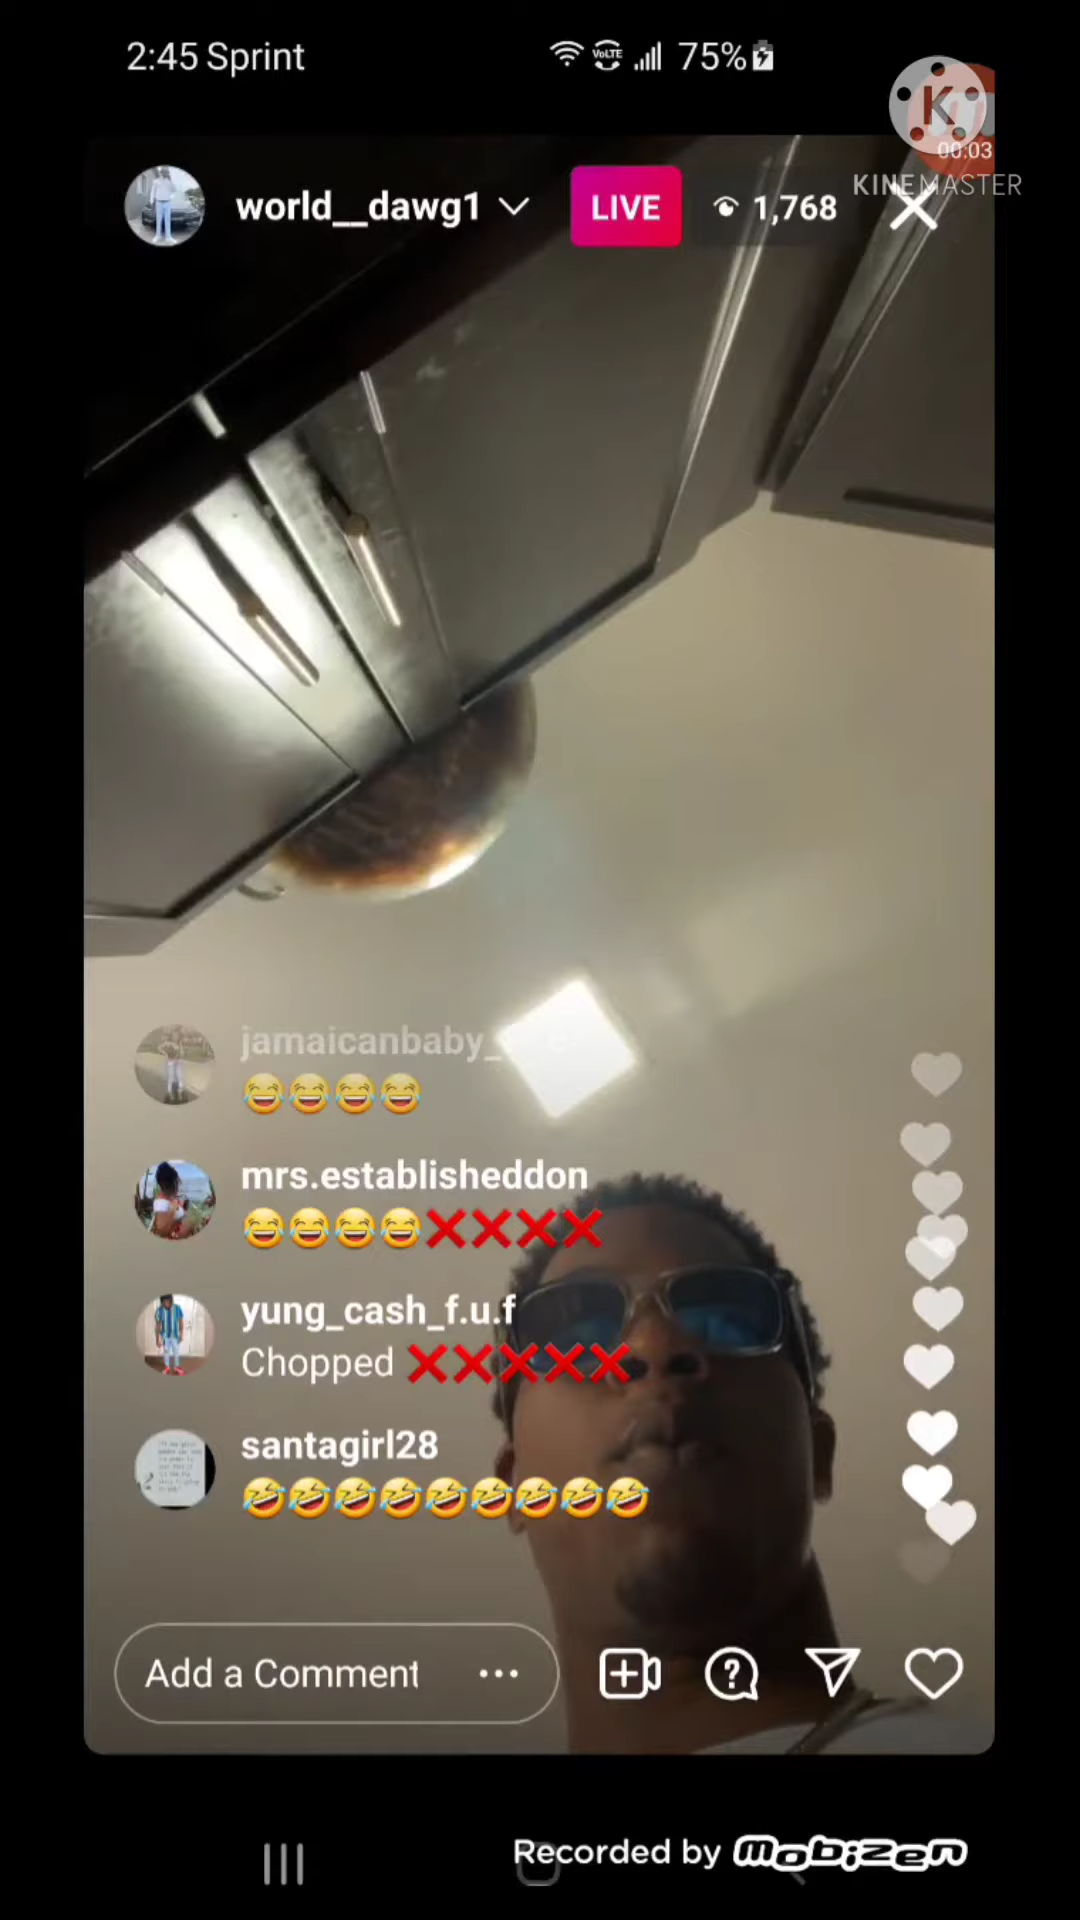 2:45 Sprint
VoLTE
75%
K
00:03
KINEMASTER
world__dawg1
LIVE
1,768
jamaicanbaby_
😂😂😂😂
mrs.establisheddon
😂😂😂😂❌❌❌❌
yung_cash_f.u.f
Chopped ❌❌❌❌❌
santagirl28
🤣🤣🤣🤣🤣🤣🤣🤣🤣
Add a Comment
Recorded by mobizen